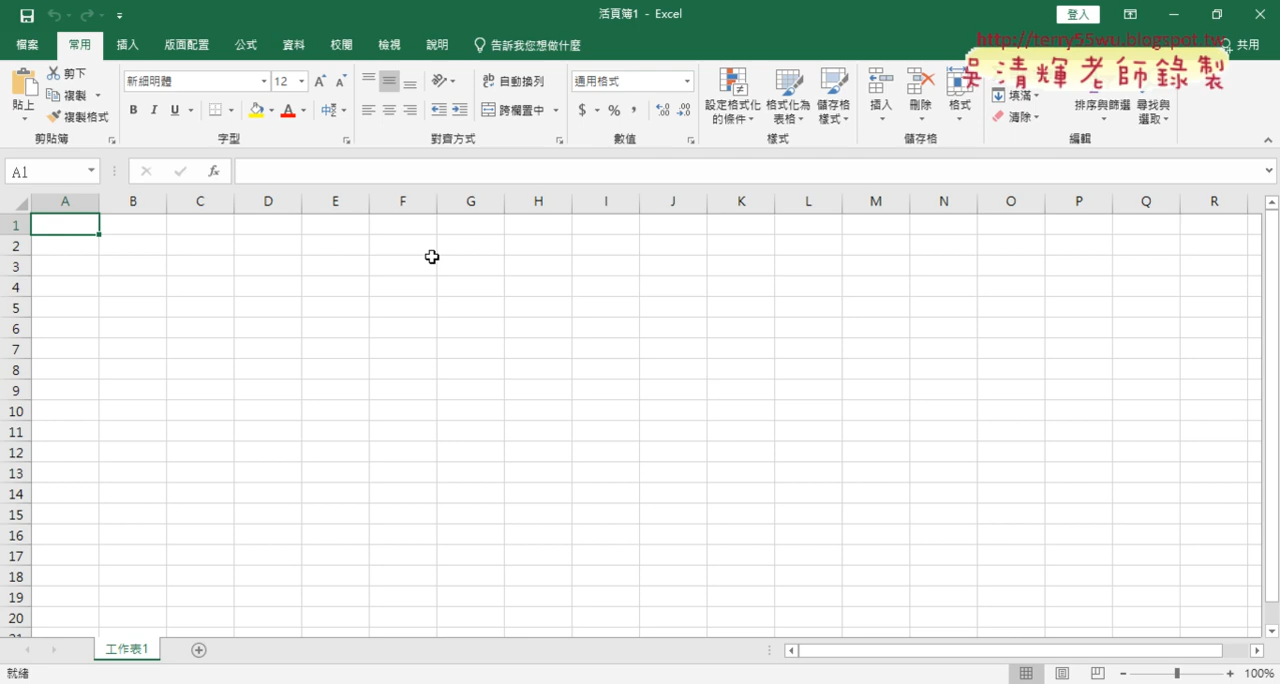 活頁簿1 - Excel
登入
http://terry55wu.blogspot.tw
吳清輝老師錄製
檔案 常用 插入 版面配置 公式 資料 校閱 檢視 說明 告訴我您想做什麼 共用
貼上 剪下 複製 複製格式 剪貼簿
新細明體 12 B I U 中 字型
自動換列 跨欄置中 對齊方式
通用格式 $ % , .00 數值
設定格式化的條件 格式化為表格 儲存格樣式 樣式
插入 刪除 格式 儲存格
填滿 清除 排序與篩選 尋找與選取 編輯
A1 fx
A B C D E F G H I J K L M N O P Q R
1
2
3
4
5
6
7
8
9
10
11
12
13
14
15
16
17
18
19
20
工作表1
就緒 100%